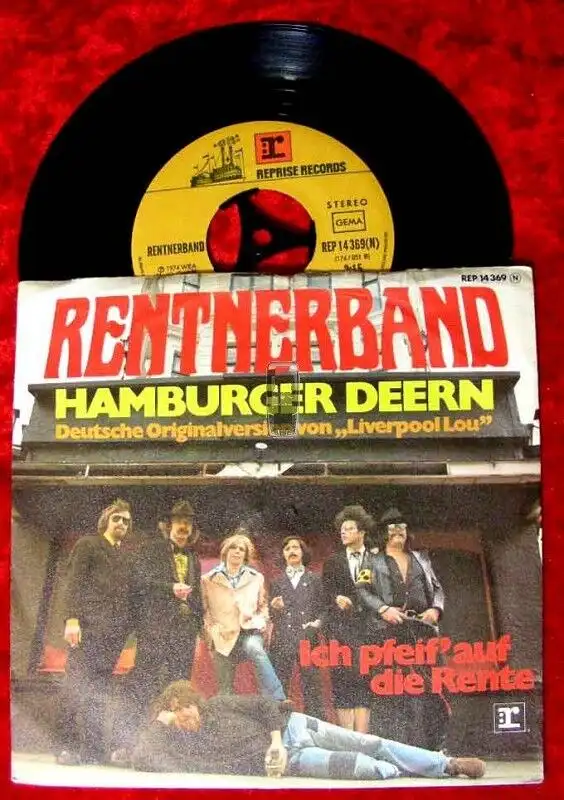 REPRISE RECORDS
STEREO
GEMA
RENTNERBAND
REP 14 369(N)
℗ 1974 WEA
REP 14 369 N
RENTNERBAND
HAMBURGER DEERN
Deutsche Originalversion von „Liverpool Lou"
Ich pfeif' auf
die Rente
r